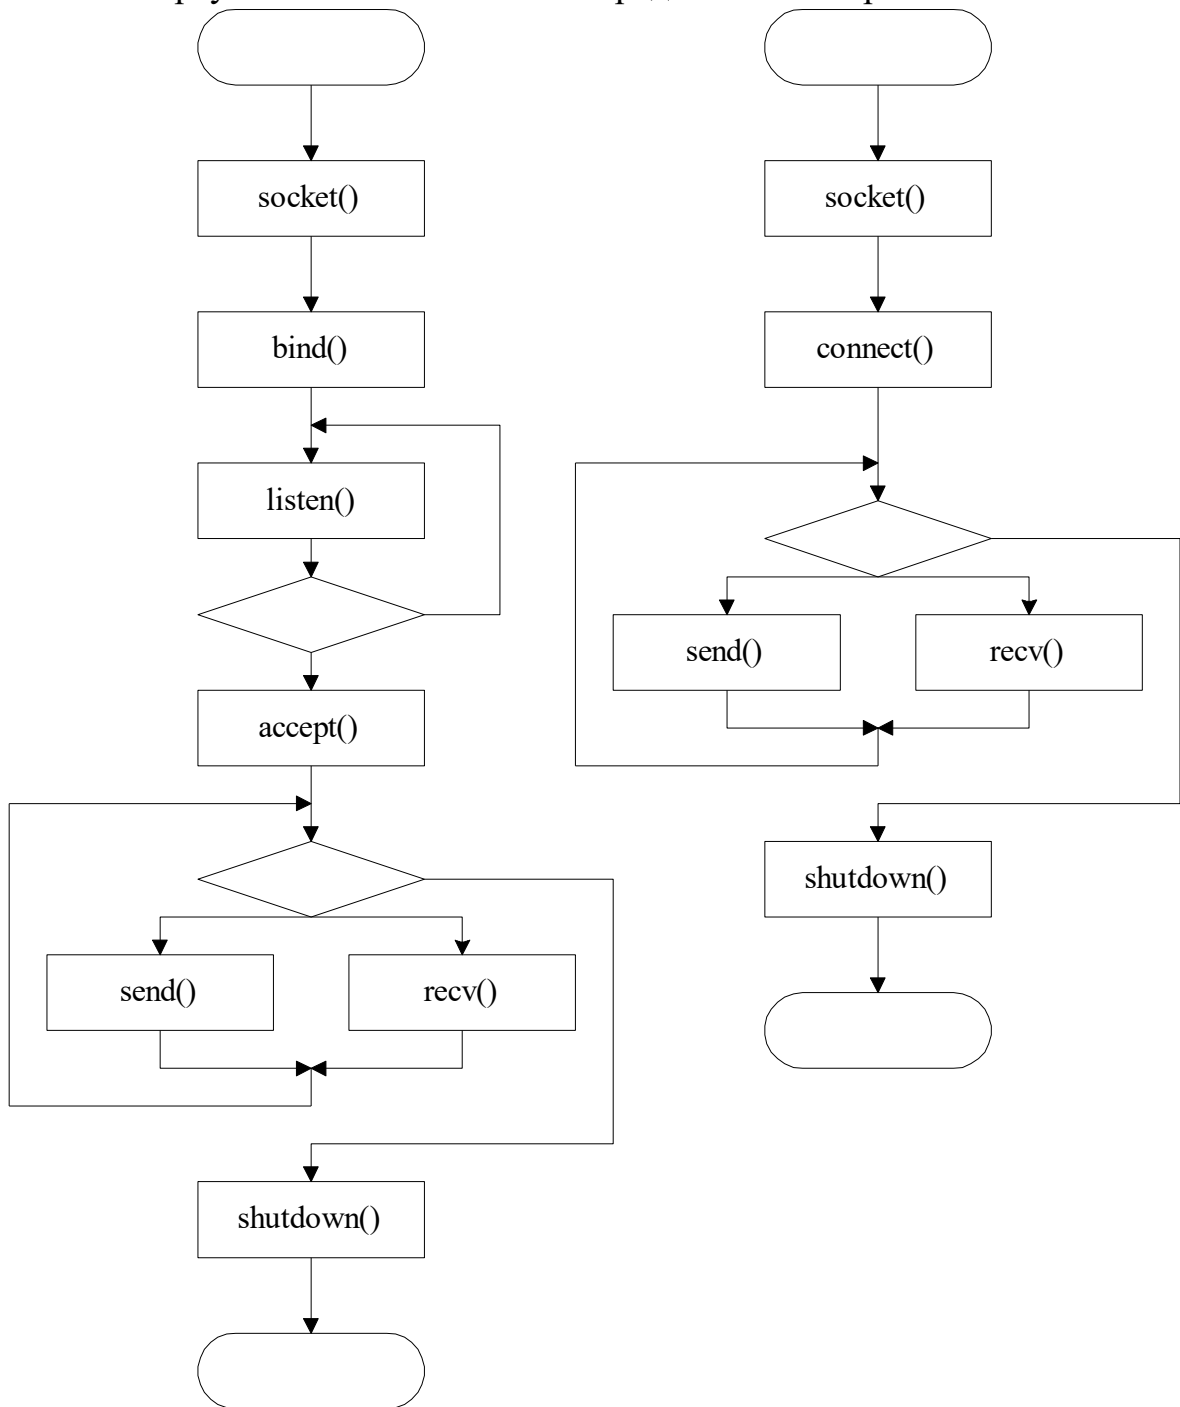 socket()
bind()
listen()
accept()
send()
recv()
shutdown()
socket()
connect()
send()
recv()
shutdown()